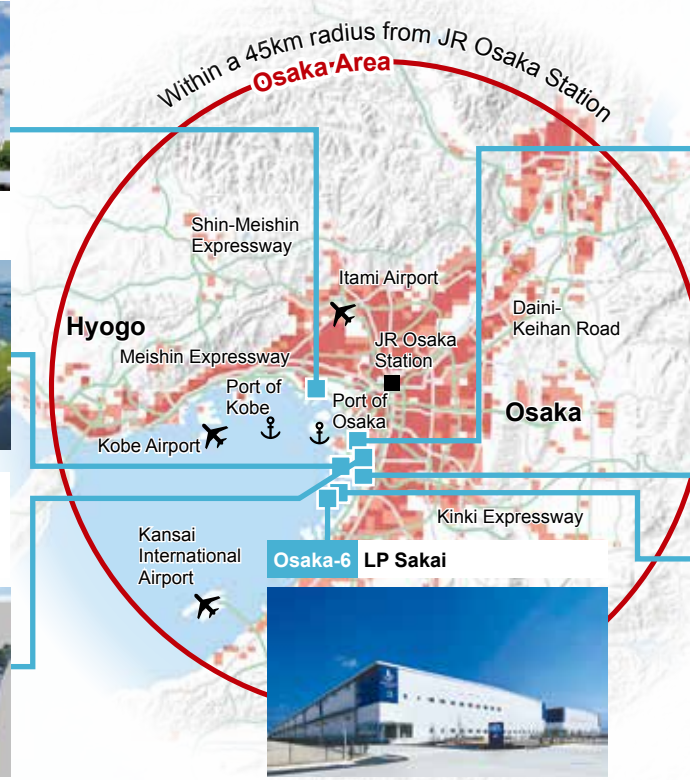 Within a 45km radius from JR Osaka Station
Osaka Area
Shin-Meishin
Expressway
Itami Airport
Hyogo
Daini-
Keihan Road
JR Osaka
Station
Meishin Expressway
Port of
Kobe
Port of
Osaka
Osaka
Kobe Airport
Kinki Expressway
Kansai
International
Airport
Osaka-6 LP Sakai